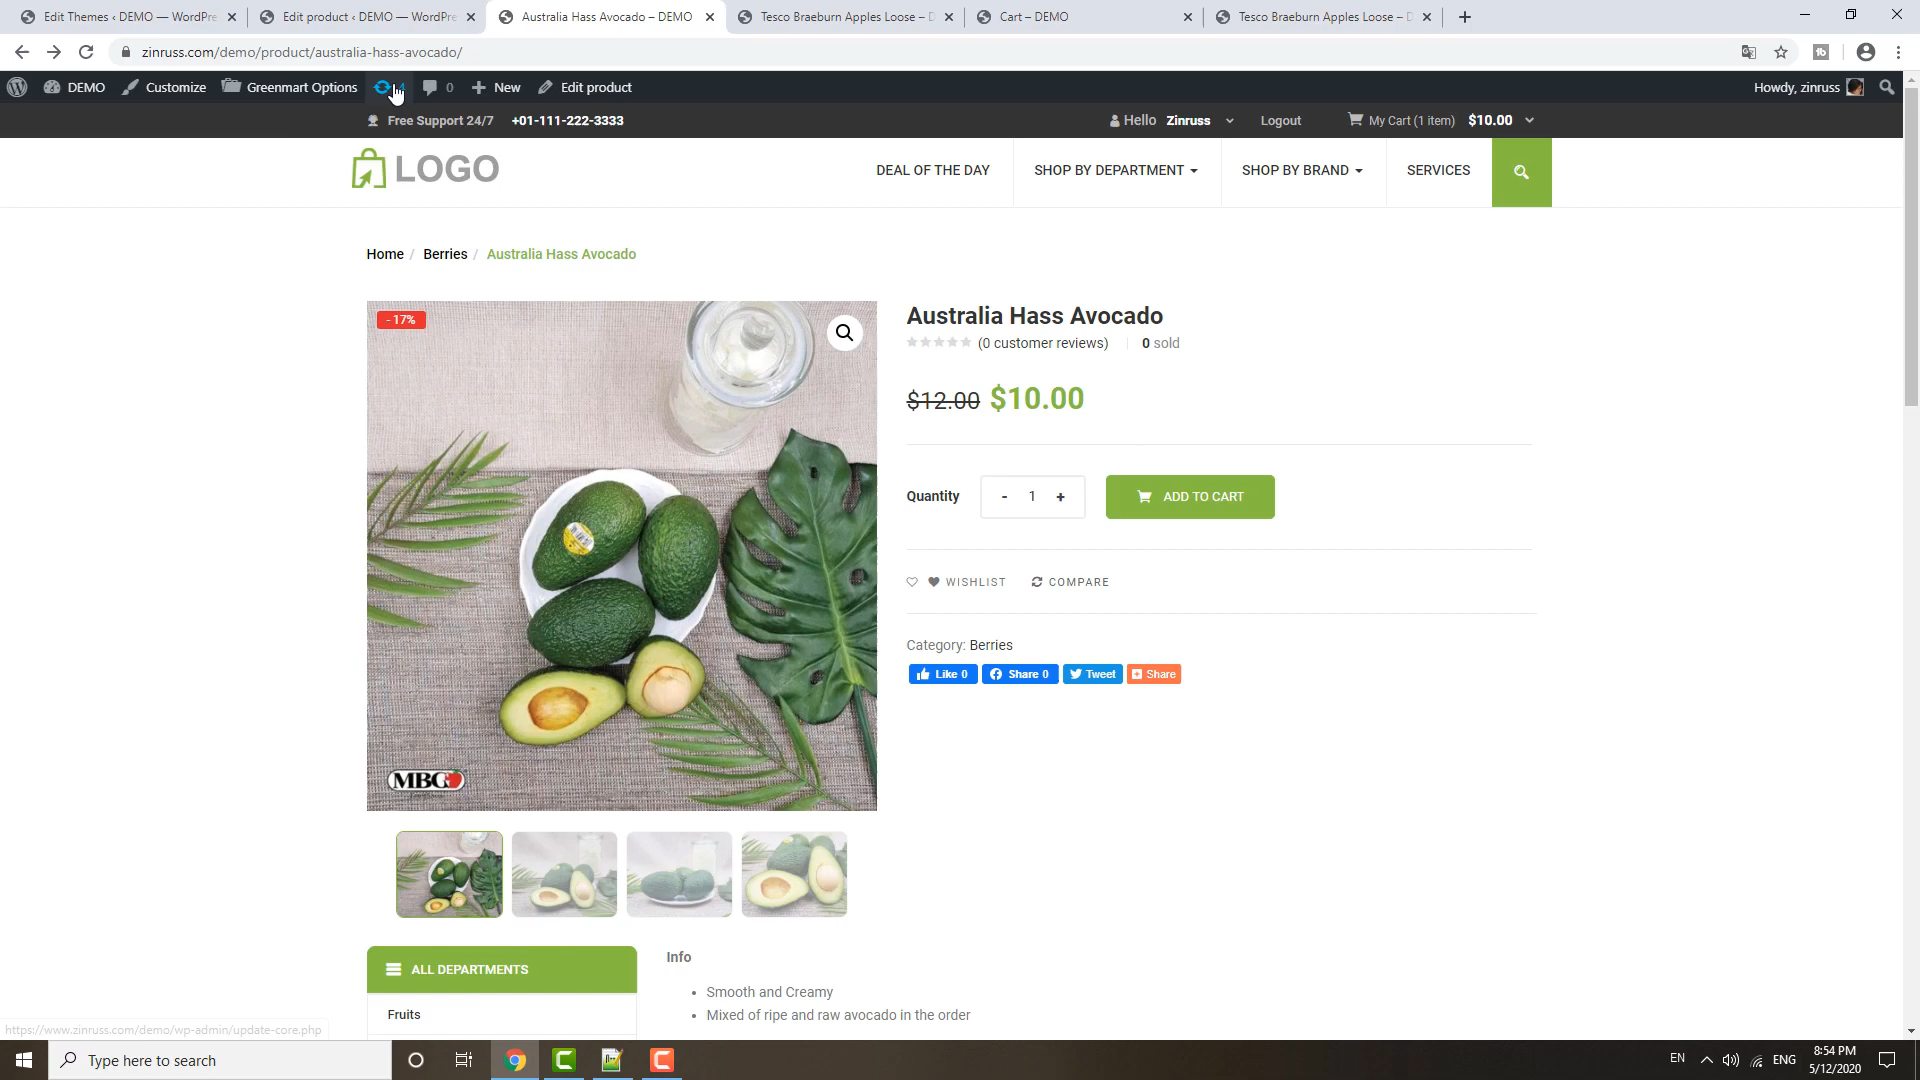 Edit Themes ‹ DEMO — WordPre
Edit product ‹ DEMO — WordPre
Australia Hass Avocado – DEMO
Tesco Braeburn Apples Loose – D
Cart – DEMO
Tesco Braeburn Apples Loose – D
zinruss.com/demo/product/australia-hass-avocado/
DEMO
Customize
Greenmart Options
0
New
Edit product
Howdy, zinruss
Free Support 24/7 +01-111-222-3333
Hello Zinruss
Logout
My Cart (1 item) $10.00
LOGO
DEAL OF THE DAY
SHOP BY DEPARTMENT
SHOP BY BRAND
SERVICES
Home / Berries / Australia Hass Avocado
- 17%
Australia Hass Avocado
(0 customer reviews)
0 sold
$12.00 $10.00
Quantity - 1 +
ADD TO CART
WISHLIST
COMPARE
Category: Berries
Like 0
Share 0
Tweet
Share
MBG
ALL DEPARTMENTS
Fruits
Info
• Smooth and Creamy
• Mixed of ripe and raw avocado in the order
https://www.zinruss.com/demo/wp-admin/update-core.php
Type here to search
EN
ENG
8:54 PM
5/12/2020